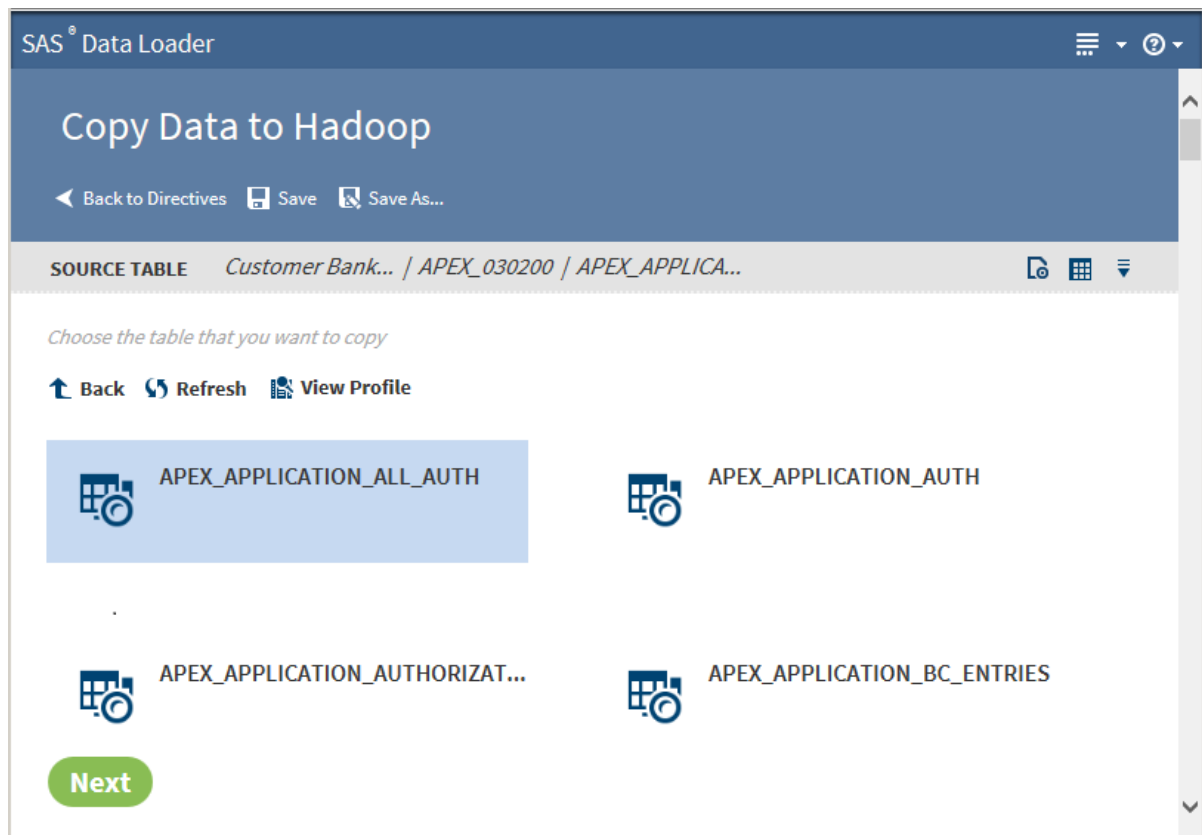 SAS® Data Loader
Copy Data to Hadoop
Back to Directives Save Save As...
SOURCE TABLE Customer Bank... | APEX_030200 | APEX_APPLICA...
Choose the table that you want to copy
Back Refresh View Profile
APEX_APPLICATION_ALL_AUTH APEX_APPLICATION_AUTH
APEX_APPLICATION_AUTHORIZAT... APEX_APPLICATION_BC_ENTRIES
Next